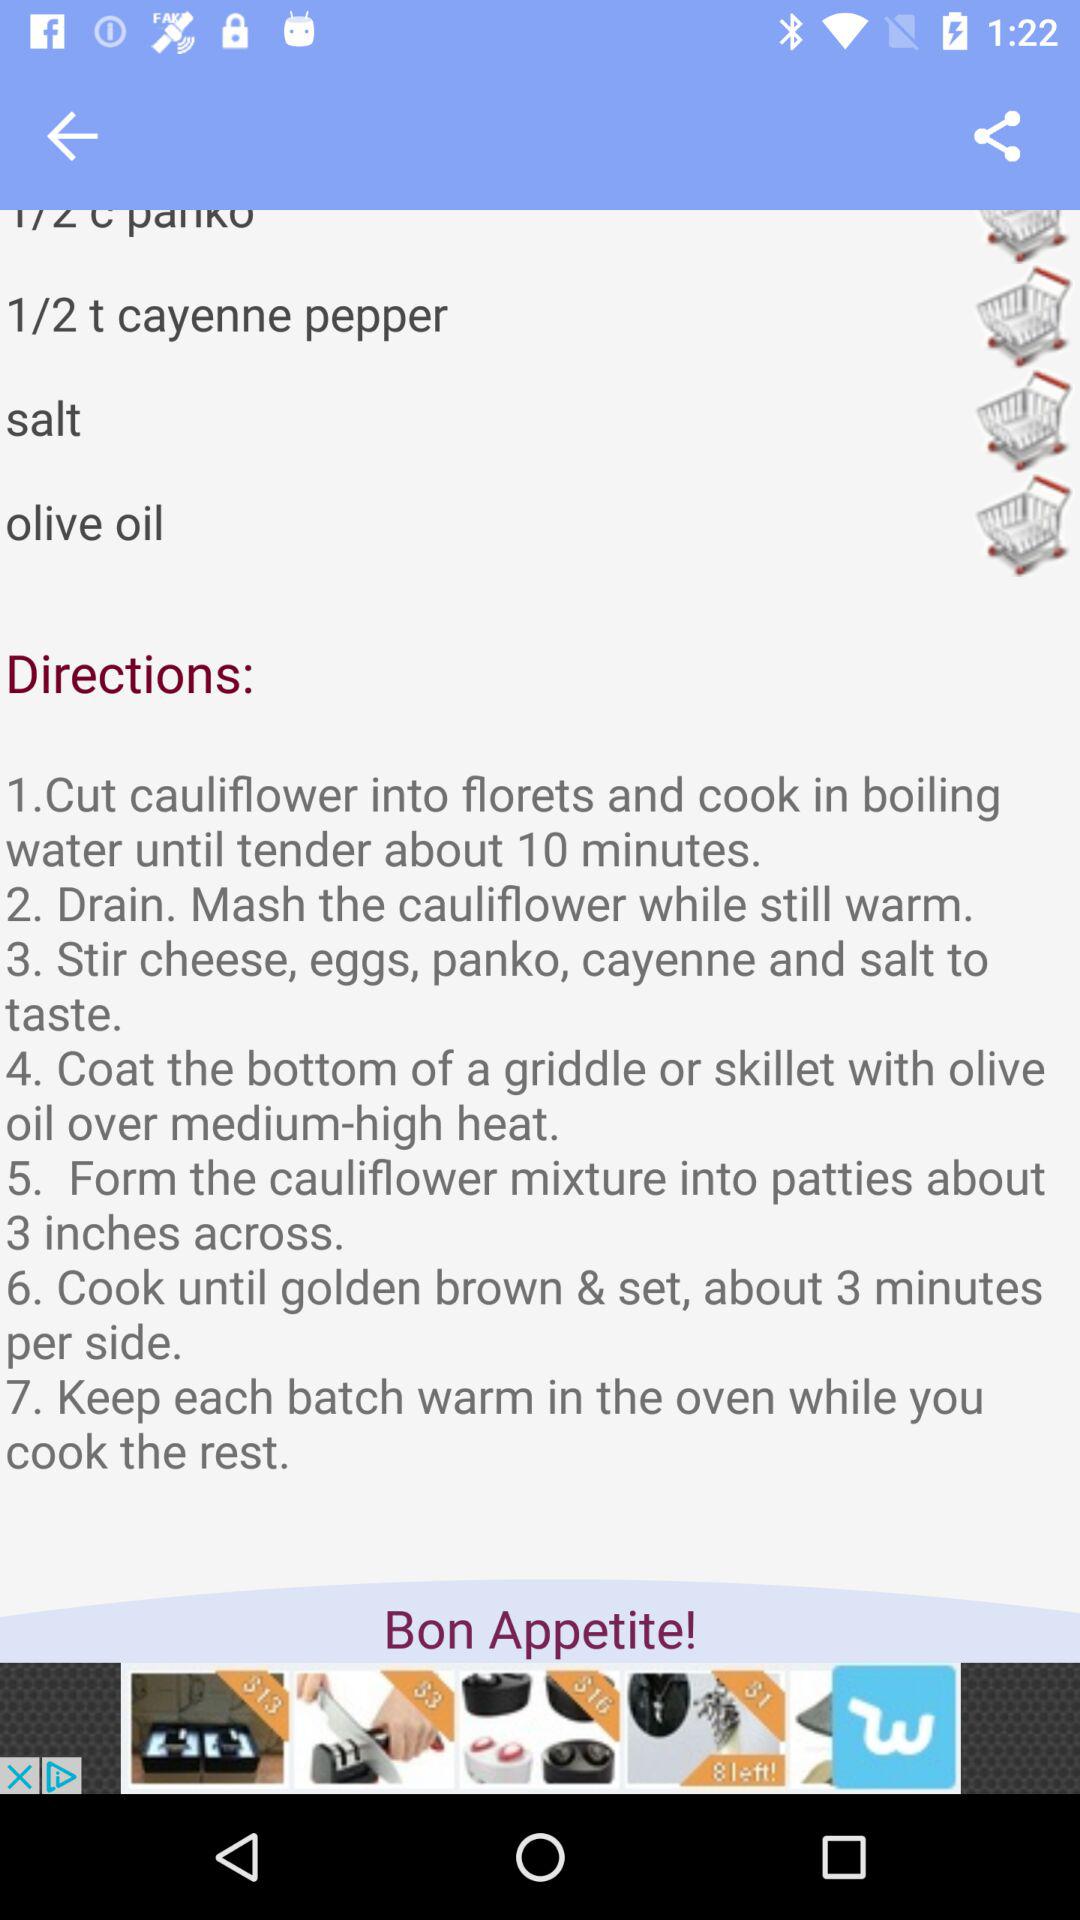 FAKE
1:22
1/2 c panko
1/2 t cayenne pepper
salt
olive oil
Directions:
1.Cut cauliflower into florets and cook in boiling
water until tender about 10 minutes.
2. Drain. Mash the cauliflower while still warm.
3. Stir cheese, eggs, panko, cayenne and salt to
taste.
4. Coat the bottom of a griddle or skillet with olive
oil over medium-high heat.
5.  Form the cauliflower mixture into patties about
3 inches across.
6. Cook until golden brown & set, about 3 minutes
per side.
7. Keep each batch warm in the oven while you
cook the rest.
Bon Appetite!
$13
$3
$16
$1
8 left!
w